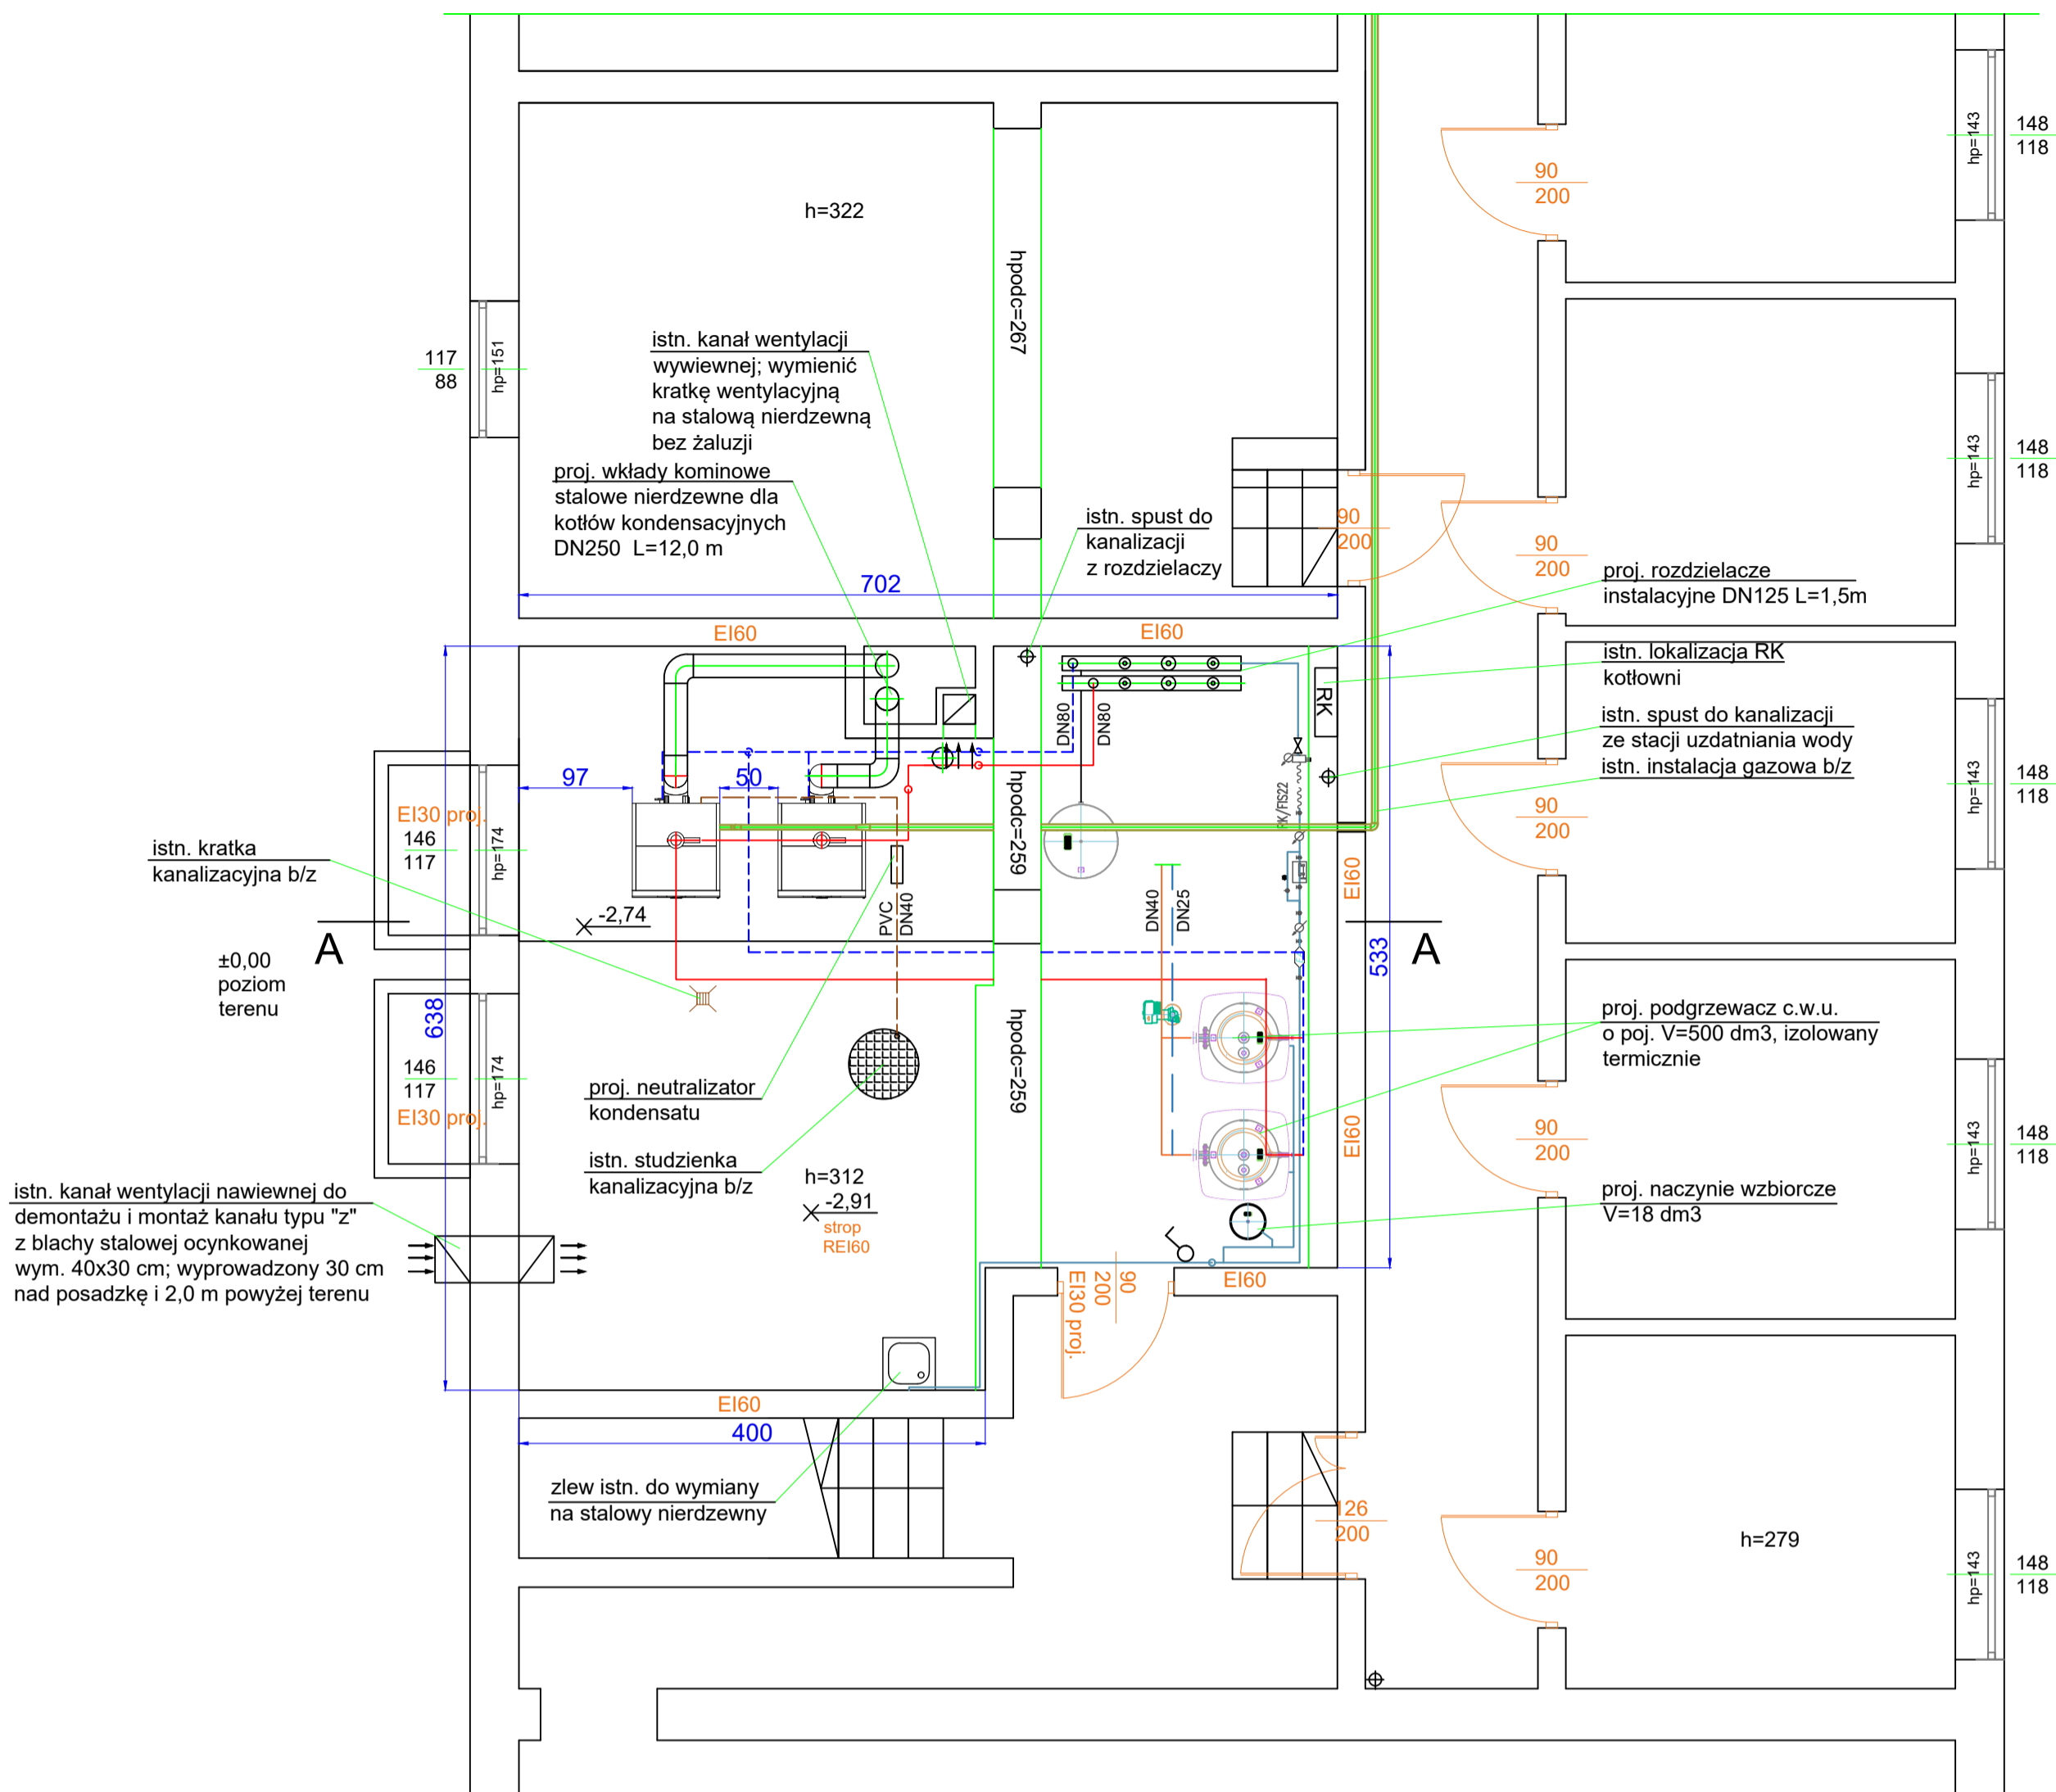 h=322
hpodc=267
117
88
hp=151
istn. kanał wentylacji
wywiewnej; wymienić
kratkę wentylacyjną
na stalową nierdzewną
bez żaluzji
proj. wkłady kominowe
stalowe nierdzewne dla
kotłów kondensacyjnych
DN250 L=12,0 m
istn. spust do
kanalizacji
z rozdzielaczy
702
EI60
EI60
90
200
90
200
90
200
90
200
90
200
90
200
hp=143
148
118
hp=143
148
118
hp=143
148
118
hp=143
148
118
hp=143
148
118
proj. rozdzielacze
instalacyjne DN125 L=1,5m
istn. lokalizacja RK
kotłowni
istn. spust do kanalizacji
ze stacji uzdatniania wody
istn. instalacja gazowa b/z
RK
DN80
DN80
97
50
EI30 proj.
146
117
hp=174
istn. kratka
kanalizacyjna b/z
hpodc=259
RK/FIS22
EI60
-2,74
PVC
DN40
DN40
DN25
A
A
533
±0,00
poziom
terenu
638
146
117
EI30 proj.
hp=174
hpodc=259
proj. podgrzewacz c.w.u.
o poj. V=500 dm3, izolowany
termicznie
proj. neutralizator
kondensatu
EI60
istn. studzienka
kanalizacyjna b/z
h=312
-2,91
strop
REI60
proj. naczynie wzbiorcze
V=18 dm3
istn. kanał wentylacji nawiewnej do
demontażu i montaż kanału typu "z"
z blachy stalowej ocynkowanej
wym. 40x30 cm; wyprowadzony 30 cm
nad posadzkę i 2,0 m powyżej terenu
90
200
EI30 proj.
EI60
EI60
400
zlew istn. do wymiany
na stalowy nierdzewny
126
200
h=279